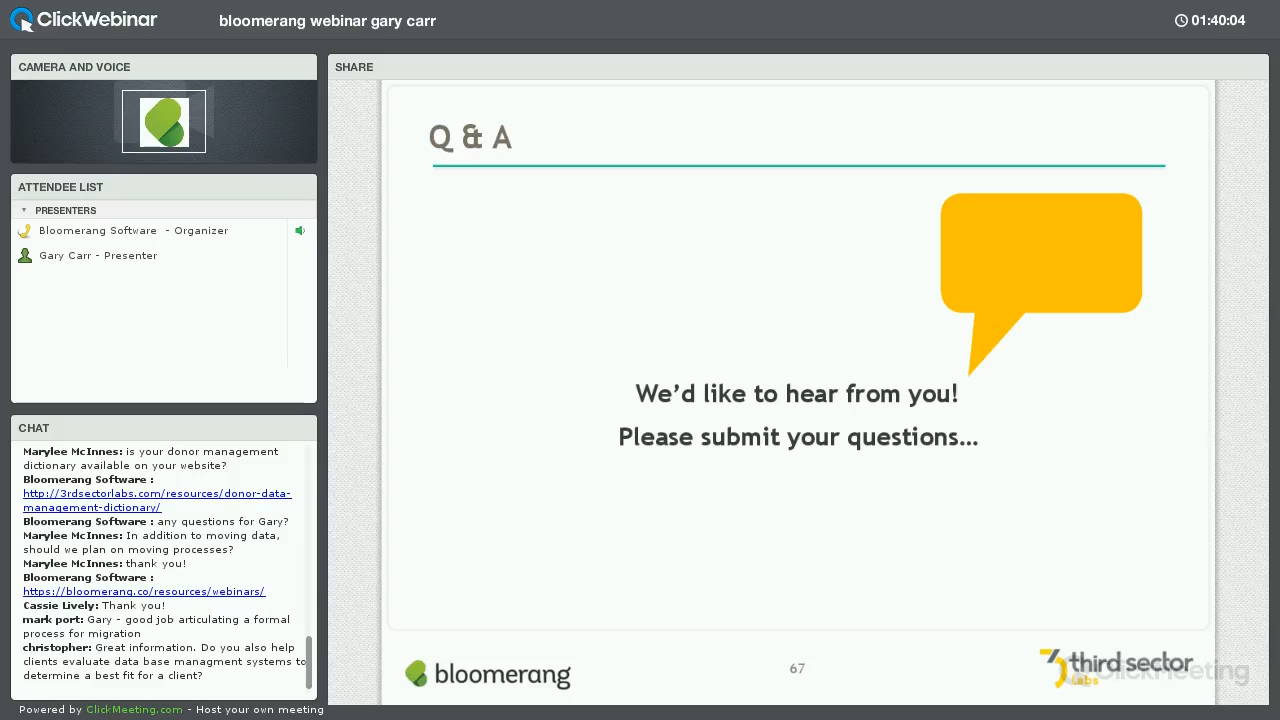 ClickWebinar
bloomerang webinar gary carr
01:40:04
CAMERA AND VOICE
SHARE
ATTENDEE LIST
PRESENTERS
Bloomerang Software - Organizer
Gary Carr - Presenter
CHAT
Marylee McInnes: is your donor management
dictionary available on your website?
Bloomerang Software :
http://3rdsectorlabs.com/resources/donor-data-
management-dictionary/
Bloomerang Software : any questions for Gary?
Marylee McInnes: In addition to moving data,
should we plan on moving processes?
Marylee McInnes: thank you!
Bloomerang Software :
https://bloomerang.co/resources/webinars/
Cassie Lively: Thank you!
mark port: Gary - good job articulating a formal
process for migration
christopher: Great information. Do you also help
clients evaluate data base managment systems to
determine a best fit for a client?
Powered by ClickMeeting.com - Host your own meeting
Q & A
We'd like to hear from you!
Please submit your questions...
bloomerang
67
third sector
Labs
ClickMeeting